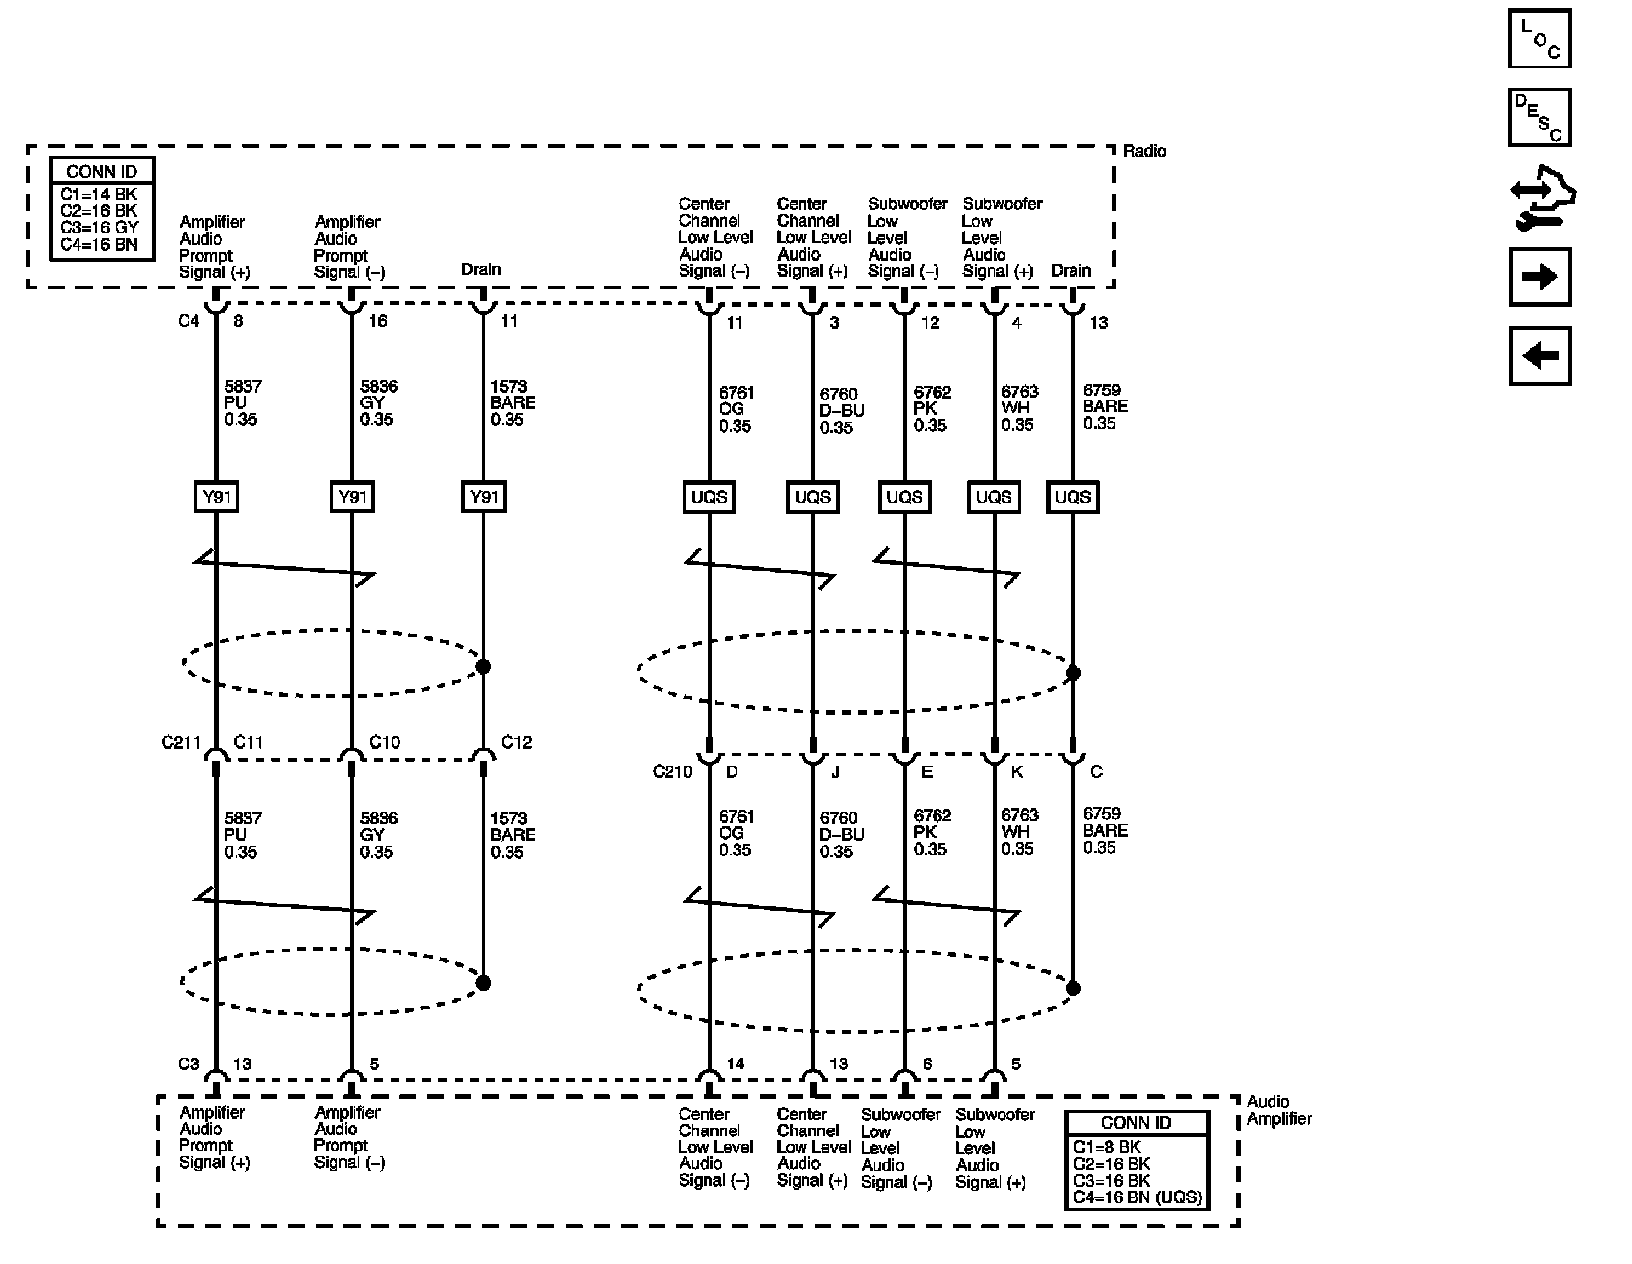 L
O
C
D
E
S
C
Radio
CONN ID
C1=14 BK
C2=16 BK
C3=16 GY
C4=16 BN
Amplifier
Audio
Prompt
Signal (+)
Amplifier
Audio
Prompt
Signal (–)
Drain
Center
Channel
Low Level
Audio
Signal (–)
Center
Channel
Low Level
Audio
Signal (+)
Subwoofer
Low
Level
Audio
Signal (–)
Subwoofer
Low
Level
Audio
Signal (+)
Drain
C4 8 16 11 11 3 12 4 13
5837
PU
0.35
5836
GY
0.35
1573
BARE
0.35
6761
OG
0.35
6760
D–BU
0.35
6762
PK
0.35
6763
WH
0.35
6759
BARE
0.35
Y91 Y91 Y91 UQS UQS UQS UQS UQS
C211 C11 C10 C12
C210 D J E K C
5837
PU
0.35
5836
GY
0.35
1573
BARE
0.35
6761
OG
0.35
6760
D–BU
0.35
6762
PK
0.35
6763
WH
0.35
6759
BARE
0.35
C3 13 5 14 13 6 5
Amplifier
Audio
Prompt
Signal (+)
Amplifier
Audio
Prompt
Signal (–)
Center
Channel
Low Level
Audio
Signal (–)
Center
Channel
Low Level
Audio
Signal (+)
Subwoofer
Low
Level
Audio
Signal (–)
Subwoofer
Low
Level
Audio
Signal (+)
CONN ID
C1=8 BK
C2=16 BK
C3=16 BK
C4=16 BN (UQS)
Audio
Amplifier